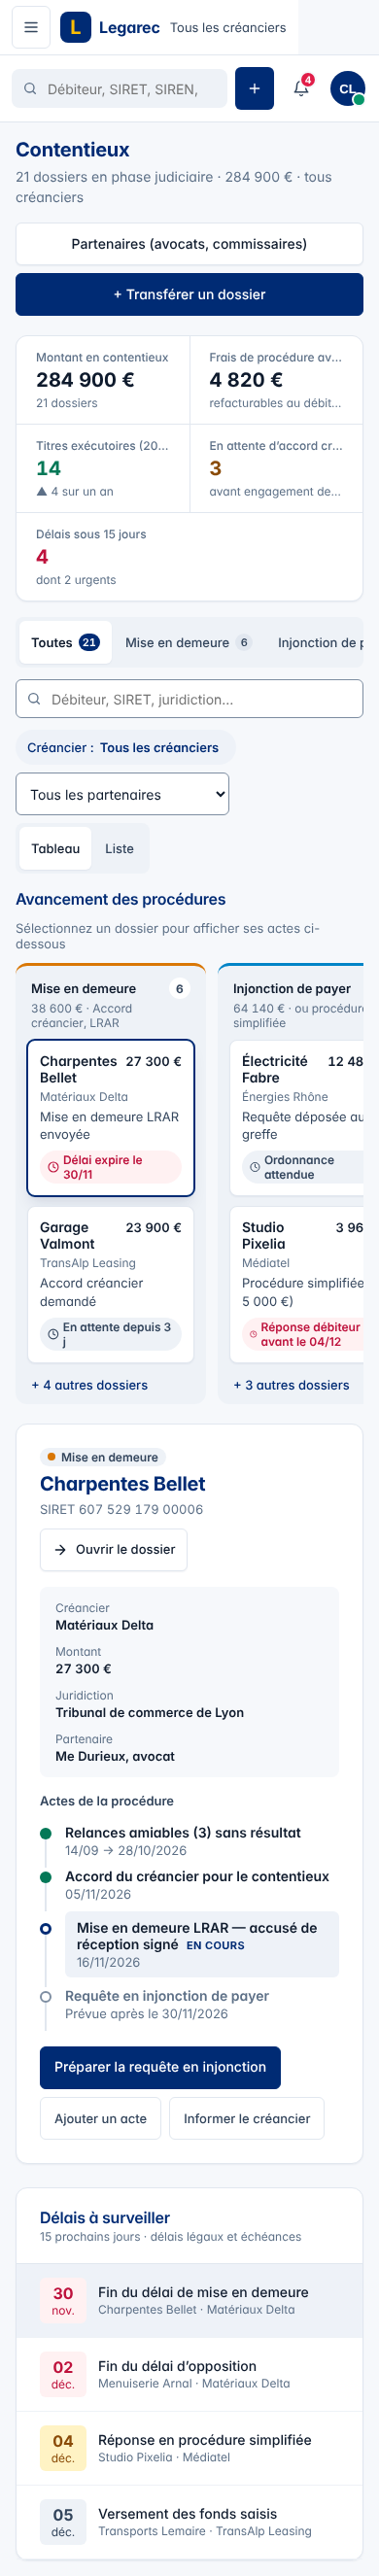 L Legarec Tous les créanciers
Débiteur, SIRET, SIREN,
+
4
CL
Contentieux
21 dossiers en phase judiciaire · 284 900 € · tous
créanciers
Partenaires (avocats, commissaires)
+ Transférer un dossier
Montant en contentieux
284 900 €
21 dossiers
Frais de procédure av…
4 820 €
refacturables au débit…
Titres exécutoires (20…
14
▲ 4 sur un an
En attente d’accord cr…
3
avant engagement de…
Délais sous 15 jours
4
dont 2 urgents
Toutes 21 Mise en demeure 6 Injonction de p
Débiteur, SIRET, juridiction…
Créancier : Tous les créanciers
Tous les partenaires
Tableau Liste
Avancement des procédures
Sélectionnez un dossier pour afficher ses actes ci-
dessous
Mise en demeure 6
38 600 € · Accord
créancier, LRAR
Charpentes 27 300 €
Bellet
Matériaux Delta
Mise en demeure LRAR
envoyée
Délai expire le
30/11
Garage 23 900 €
Valmont
TransAlp Leasing
Accord créancier
demandé
En attente depuis 3
j
+ 4 autres dossiers
Injonction de payer
64 140 € · ou procédure
simplifiée
Électricité 12 48
Fabre
Énergies Rhône
Requête déposée au
greffe
Ordonnance
attendue
Studio 3 96
Pixelia
Médiatel
Procédure simplifiée
5 000 €)
Réponse débiteur
avant le 04/12
+ 3 autres dossiers
Mise en demeure
Charpentes Bellet
SIRET 607 529 179 00006
Ouvrir le dossier
Créancier
Matériaux Delta
Montant
27 300 €
Juridiction
Tribunal de commerce de Lyon
Partenaire
Me Durieux, avocat
Actes de la procédure
Relances amiables (3) sans résultat
14/09 → 28/10/2026
Accord du créancier pour le contentieux
05/11/2026
Mise en demeure LRAR — accusé de
réception signé EN COURS
16/11/2026
Requête en injonction de payer
Prévue après le 30/11/2026
Préparer la requête en injonction
Ajouter un acte Informer le créancier
Délais à surveiller
15 prochains jours · délais légaux et échéances
30 nov.
Fin du délai de mise en demeure
Charpentes Bellet · Matériaux Delta
02 déc.
Fin du délai d’opposition
Menuiserie Arnal · Matériaux Delta
04 déc.
Réponse en procédure simplifiée
Studio Pixelia · Médiatel
05 déc.
Versement des fonds saisis
Transports Lemaire · TransAlp Leasing